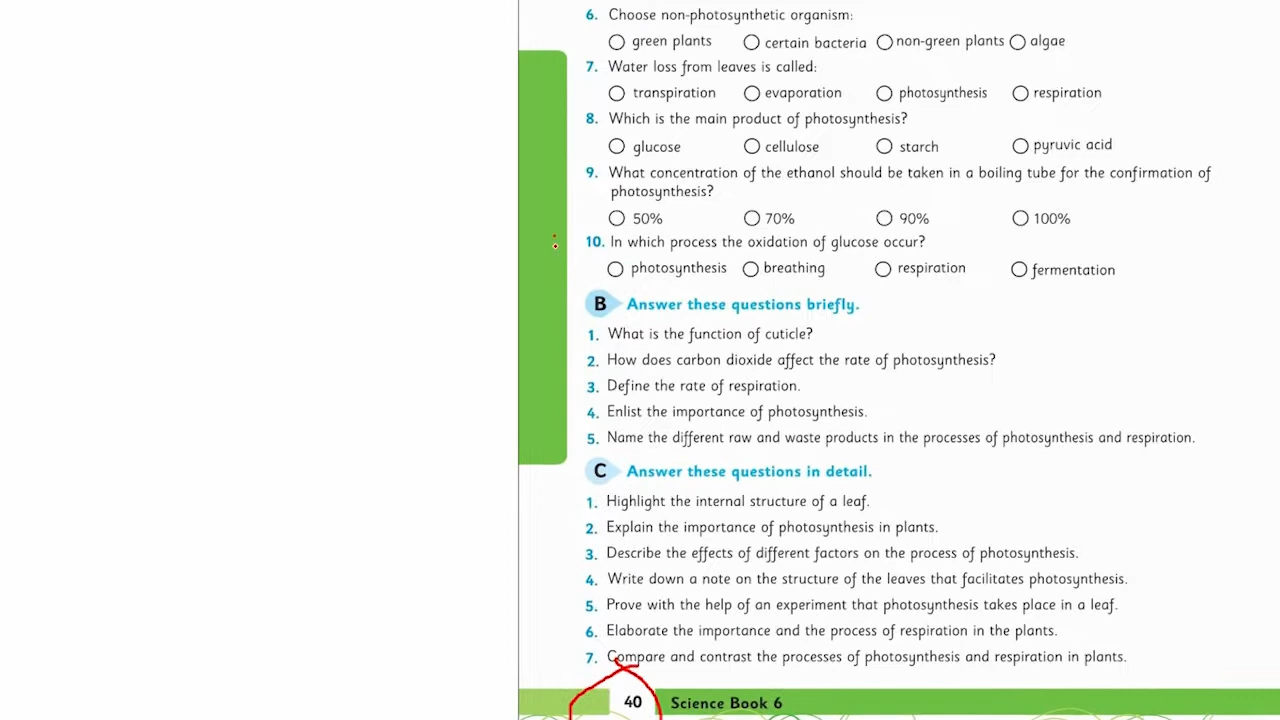 6. Choose non-photosynthetic organism:
green plants certain bacteria non-green plants algae
7. Water loss from leaves is called:
transpiration evaporation photosynthesis respiration
8. Which is the main product of photosynthesis?
glucose cellulose starch pyruvic acid
9. What concentration of the ethanol should be taken in a boiling tube for the confirmation of
photosynthesis?
50% 70% 90% 100%
10. In which process the oxidation of glucose occur?
photosynthesis breathing respiration fermentation
B Answer these questions briefly.
1. What is the function of cuticle?
2. How does carbon dioxide affect the rate of photosynthesis?
3. Define the rate of respiration.
4. Enlist the importance of photosynthesis.
5. Name the different raw and waste products in the processes of photosynthesis and respiration.
C Answer these questions in detail.
1. Highlight the internal structure of a leaf.
2. Explain the importance of photosynthesis in plants.
3. Describe the effects of different factors on the process of photosynthesis.
4. Write down a note on the structure of the leaves that facilitates photosynthesis.
5. Prove with the help of an experiment that photosynthesis takes place in a leaf.
6. Elaborate the importance and the process of respiration in the plants.
7. Compare and contrast the processes of photosynthesis and respiration in plants.
40 Science Book 6